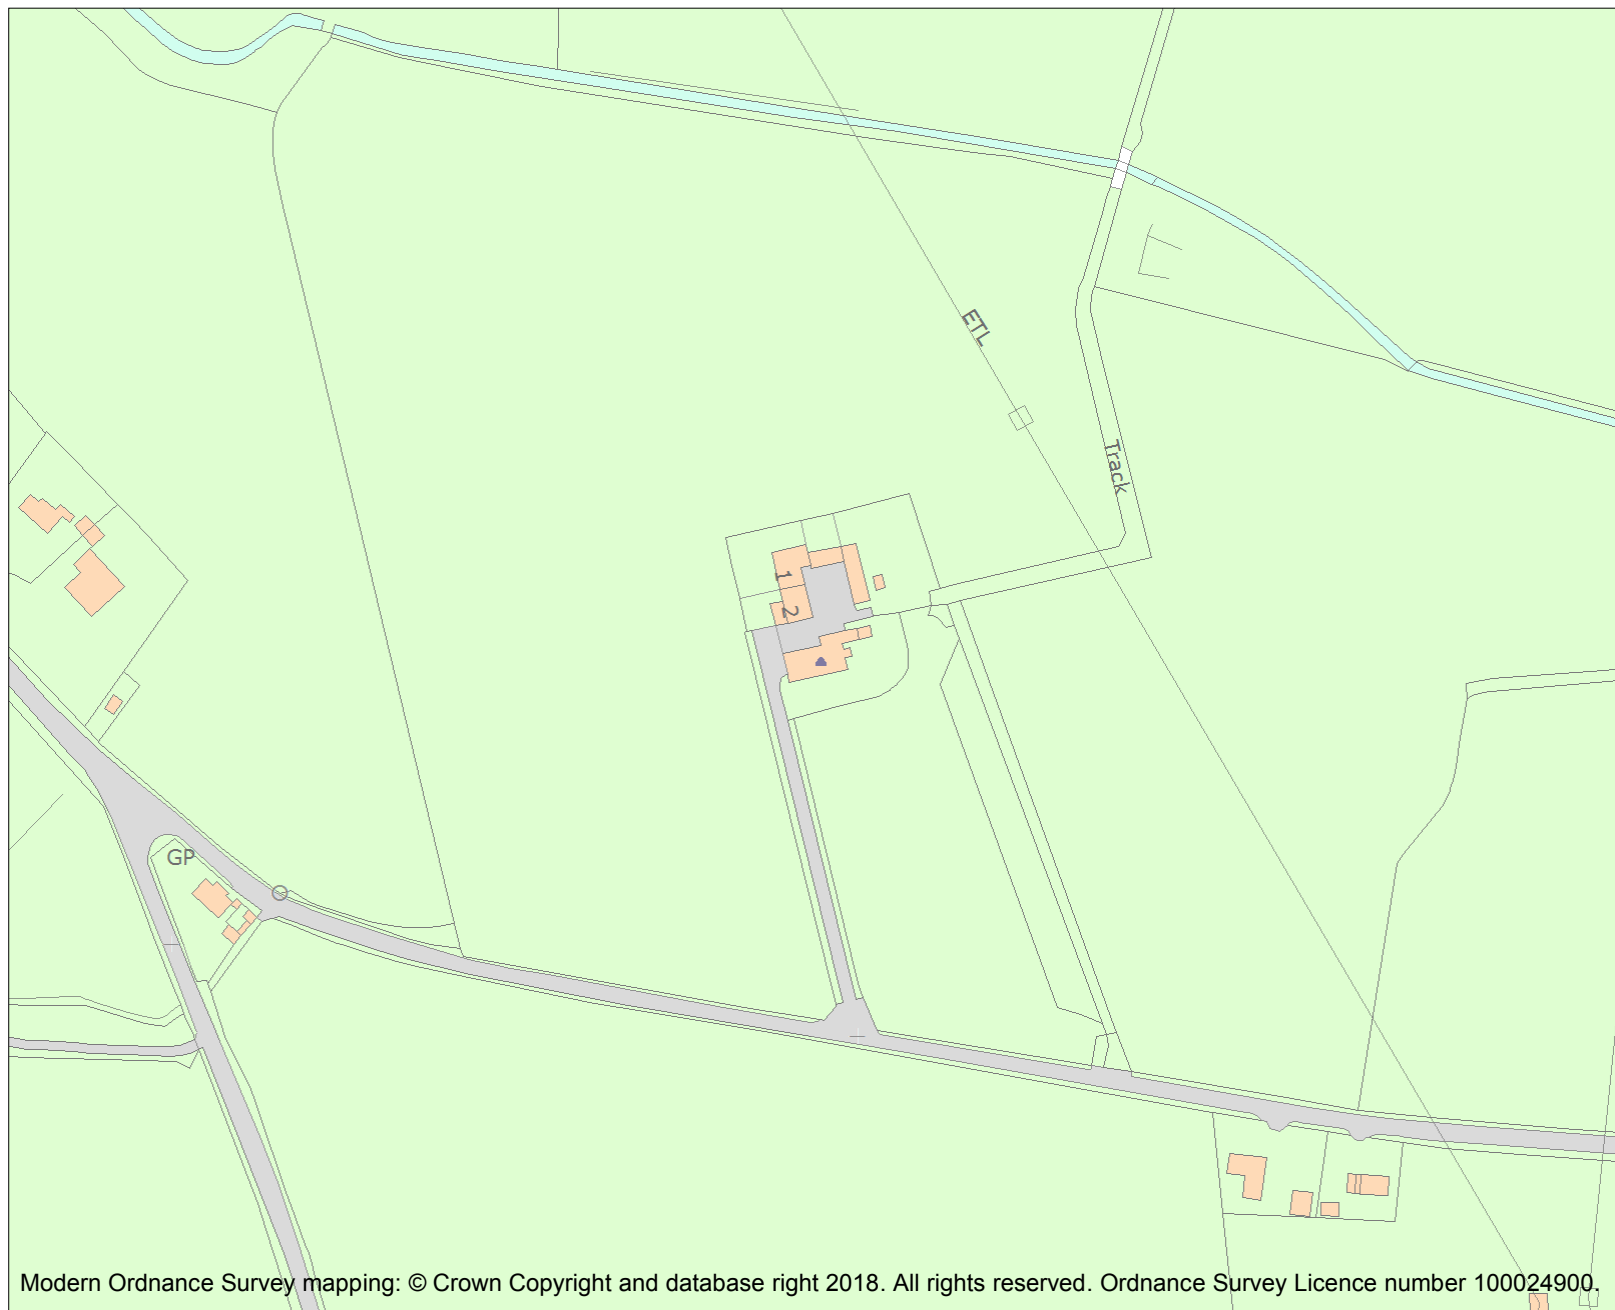 ETL
Track
1
2
GP
Modern Ordnance Survey mapping: © Crown Copyright and database right 2018. All rights reserved. Ordnance Survey Licence number 100024900.